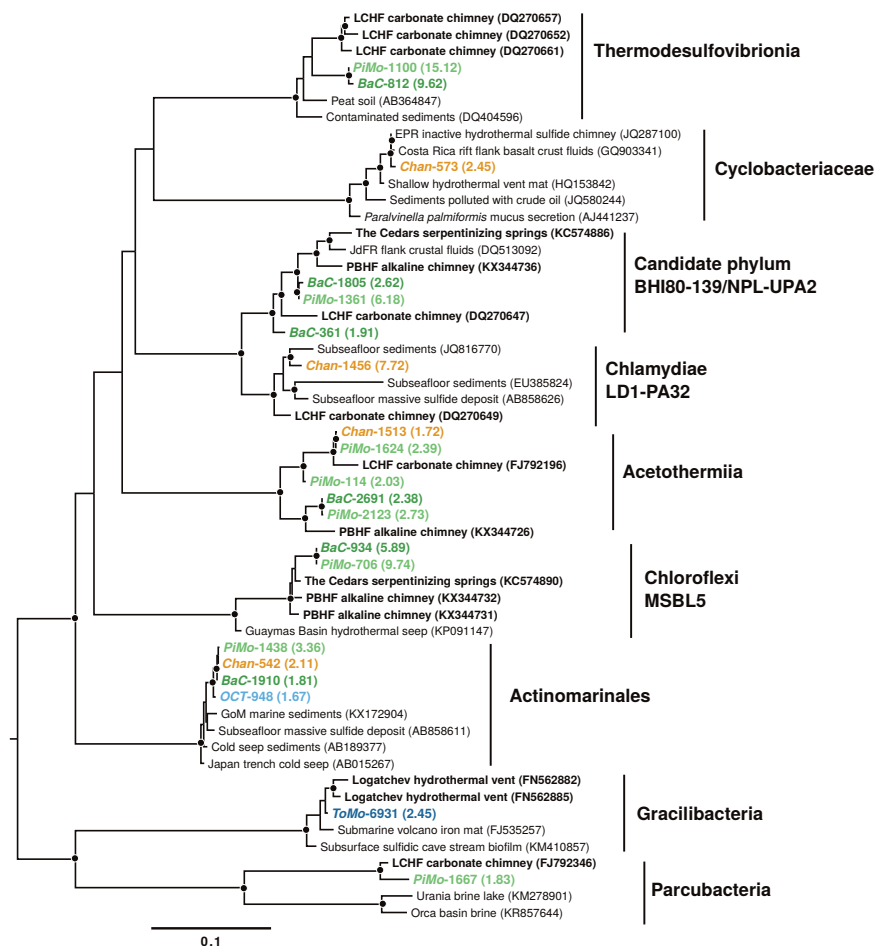 LCHF carbonate chimney (DQ270657)
LCHF carbonate chimney (DQ270652)
LCHF carbonate chimney (DQ270661)
PiMo-1100 (15.12)
BaC-812 (9.62)
Peat soil (AB364847)
Contaminated sediments (DQ404596)
Thermodesulfovibrionia
EPR inactive hydrothermal sulfide chimney (JQ287100)
Costa Rica rift flank basalt crust fluids (GQ903341)
Chan-573 (2.45)
Shallow hydrothermal vent mat (HQ153842)
Sediments polluted with crude oil (JQ580244)
Paralvinella palmiformis mucus secretion (AJ441237)
Cyclobacteriaceae
The Cedars serpentinizing springs (KC574886)
JdFR flank crustal fluids (DQ513092)
PBHF alkaline chimney (KX344736)
BaC-1805 (2.62)
PiMo-1361 (6.18)
LCHF carbonate chimney (DQ270647)
BaC-361 (1.91)
Candidate phylum
BHI80-139/NPL-UPA2
Subseafloor sediments (JQ816770)
Chan-1456 (7.72)
Subseafloor sediments (EU385824)
Subseafloor massive sulfide deposit (AB858626)
LCHF carbonate chimney (DQ270649)
Chlamydiae
LD1-PA32
Chan-1513 (1.72)
PiMo-1624 (2.39)
LCHF carbonate chimney (FJ792196)
PiMo-114 (2.03)
BaC-2691 (2.38)
PiMo-2123 (2.73)
PBHF alkaline chimney (KX344726)
Acetothermiia
BaC-934 (5.89)
PiMo-706 (9.74)
The Cedars serpentinizing springs (KC574890)
PBHF alkaline chimney (KX344732)
PBHF alkaline chimney (KX344731)
Guaymas Basin hydrothermal seep (KP091147)
Chloroflexi
MSBL5
PiMo-1438 (3.36)
Chan-542 (2.11)
BaC-1910 (1.81)
OCT-948 (1.67)
GoM marine sediments (KX172904)
Subseafloor massive sulfide deposit (AB858611)
Cold seep sediments (AB189377)
Japan trench cold seep (AB015267)
Actinomarinales
Logatchev hydrothermal vent (FN562882)
Logatchev hydrothermal vent (FN562885)
ToMo-6931 (2.45)
Submarine volcano iron mat (FJ535257)
Subsurface sulfidic cave stream biofilm (KM410857)
Gracilibacteria
LCHF carbonate chimney (FJ792346)
PiMo-1667 (1.83)
Urania brine lake (KM278901)
Orca basin brine (KR857644)
Parcubacteria
0.1